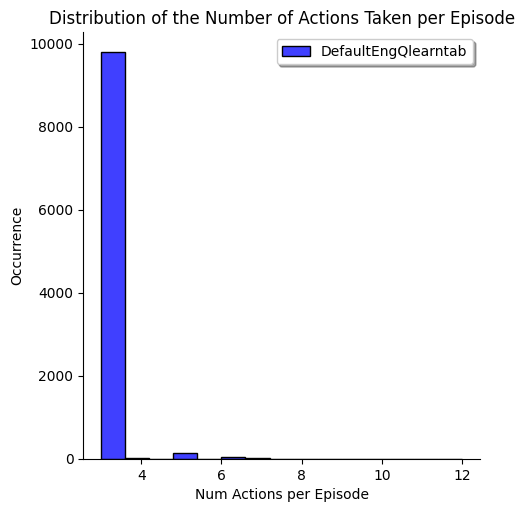 Distribution of the Number of Actions Taken per Episode
DefaultEngQlearntab
10000
8000
6000
4000
2000
0
Occurrence
4
6
8
10
12
Num Actions per Episode